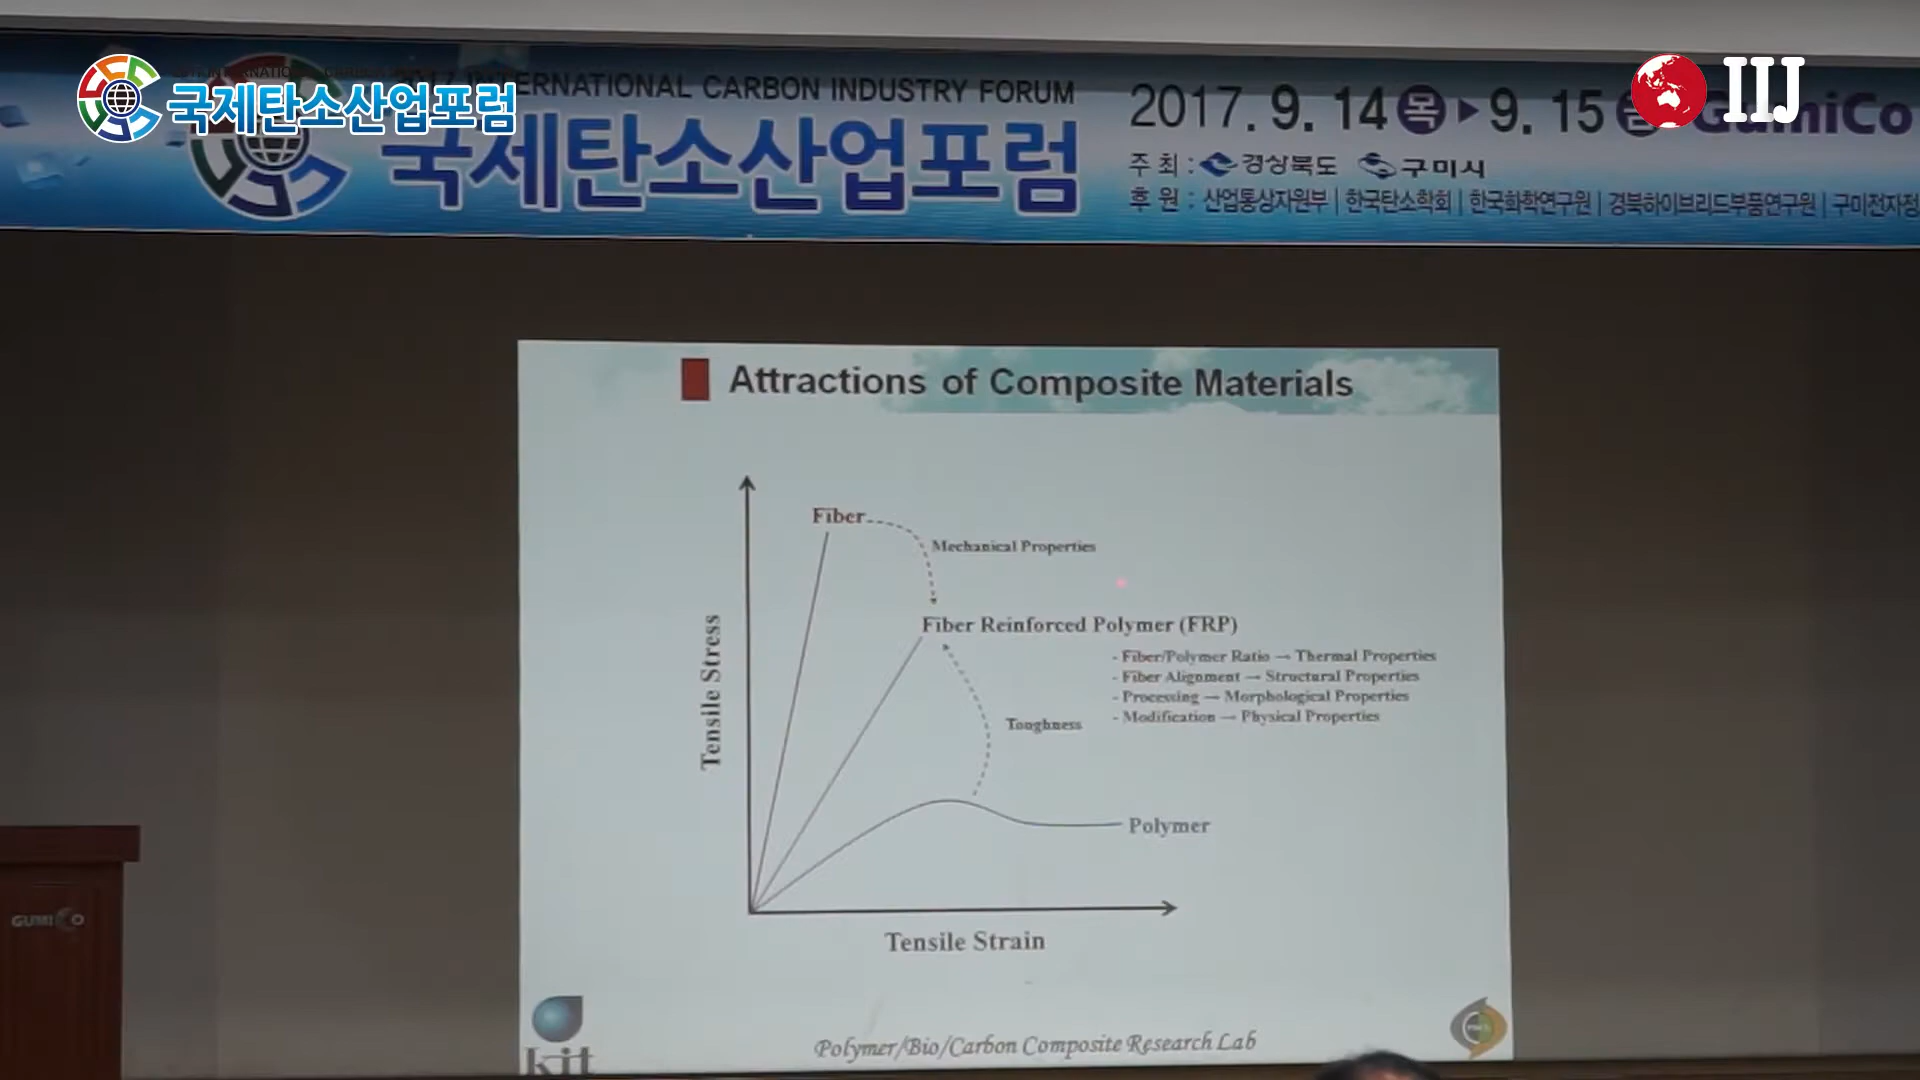 국제탄소산업포럼
IIJ
ERNATIONAL CARBON INDUSTRY FORUM
국제탄소산업포럼
2017. 9. 14 목 ▶ 9. 15 GumiCo
주 최 : 경상북도 구미시
후 원 : 산업통상자원부 | 한국탄소학회 | 한국화학연구원 | 경북하이브리드부품연구원 | 구미전자정
Attractions of Composite Materials
Fiber
Mechanical Properties
Fiber Reinforced Polymer (FRP)
- Fiber/Polymer Ratio → Thermal Properties
- Fiber Alignment → Structural Properties
- Processing → Morphological Properties
- Modification → Physical Properties
Toughness
Tensile Stress
Polymer
Tensile Strain
GUMICO
kit
Polymer/Bio/Carbon Composite Research Lab